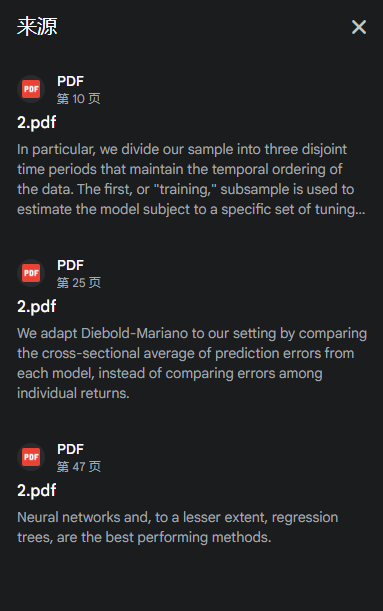 来源
PDF
PDF
第 10 页
2.pdf
In particular, we divide our sample into three disjoint
time periods that maintain the temporal ordering of
the data. The first, or "training," subsample is used to
estimate the model subject to a specific set of tuning...
PDF
PDF
第 25 页
2.pdf
We adapt Diebold-Mariano to our setting by comparing
the cross-sectional average of prediction errors from
each model, instead of comparing errors among
individual returns.
PDF
PDF
第 47 页
2.pdf
Neural networks and, to a lesser extent, regression
trees, are the best performing methods.